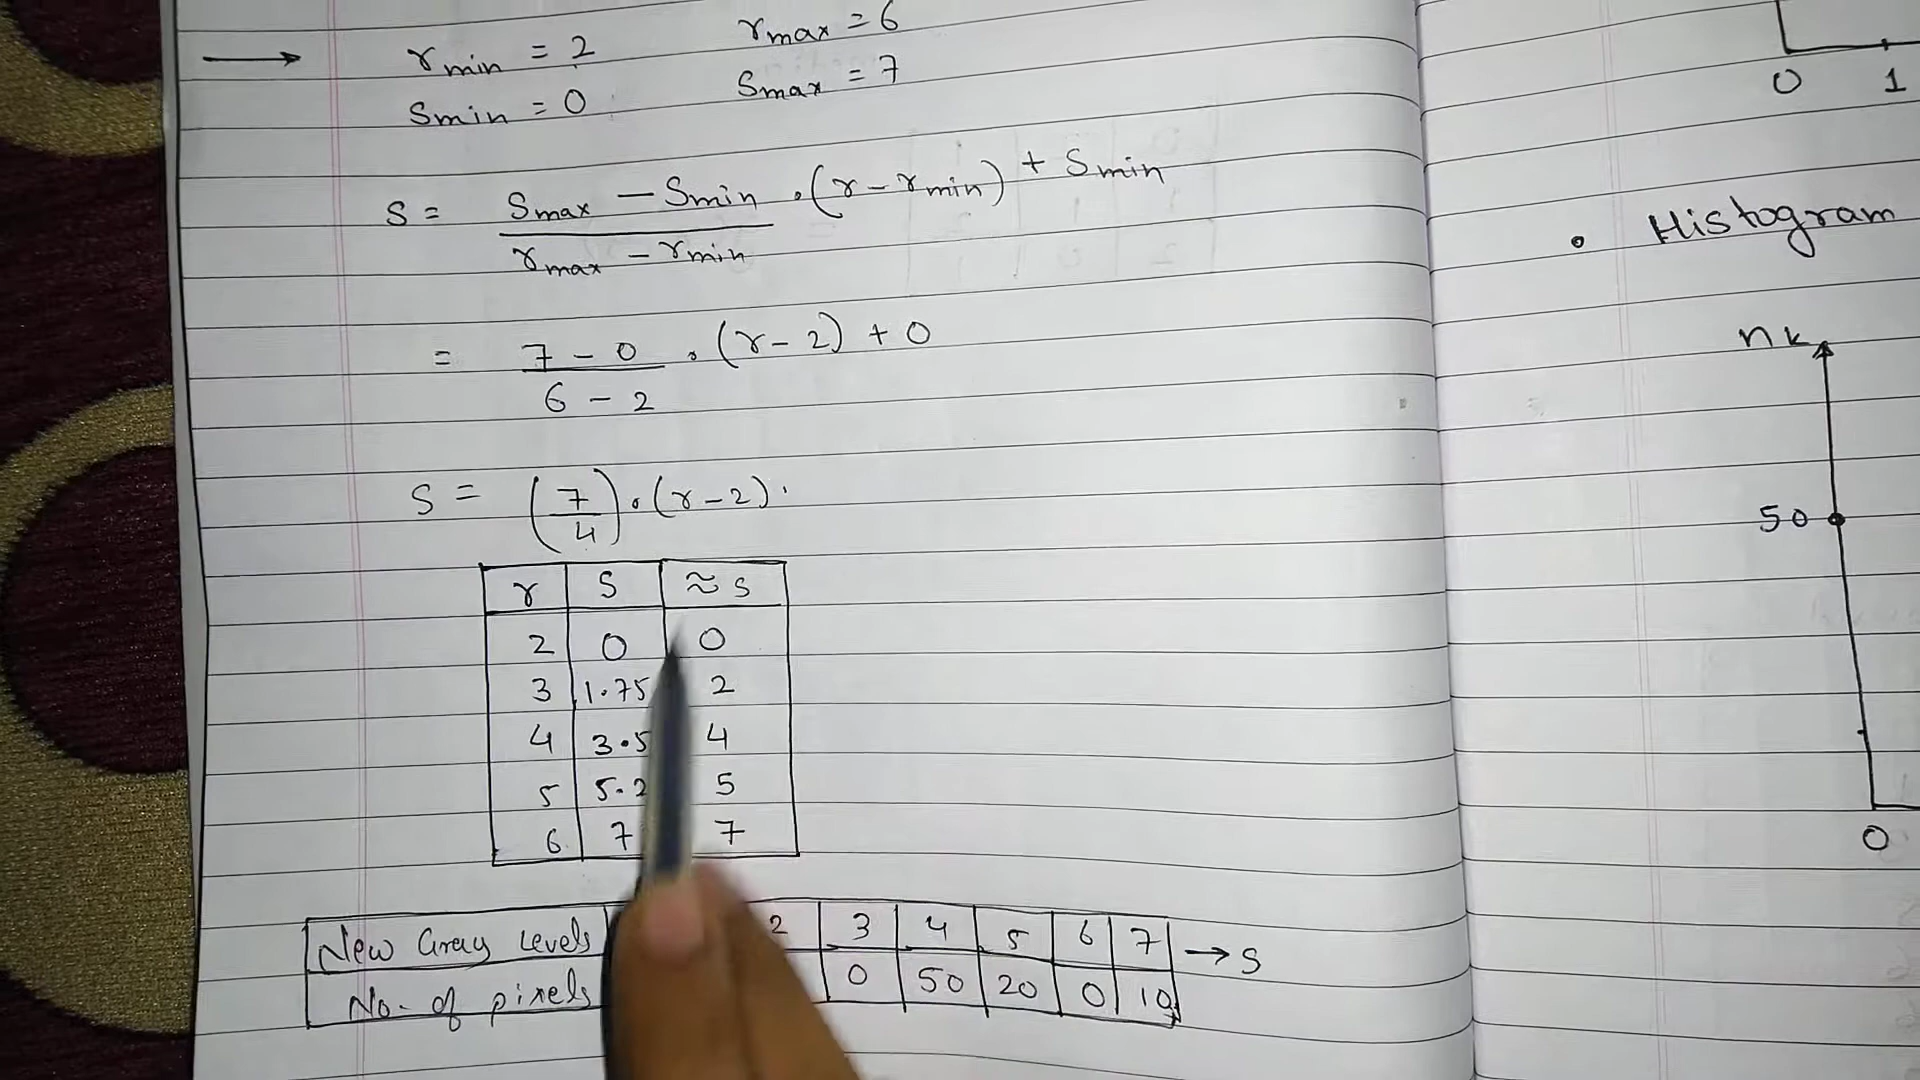 rmin = 2 rmax = 6
Smin = 0 Smax = 7
S = Smax - Smin / rmax - rmin . (r - rmin) + Smin
= 7 - 0 / 6 - 2 . (r - 2) + 0
S = (7/4) . (r - 2) .
r S ≈ s
2 0 0
3 1.75 2
4 3.5 4
5 5.2 5
6 7 7
New Gray Levels 2 3 4 5 6 7 → S
No. of pixels 0 50 20 0 10
0 1
• Histogram
nk
50
0